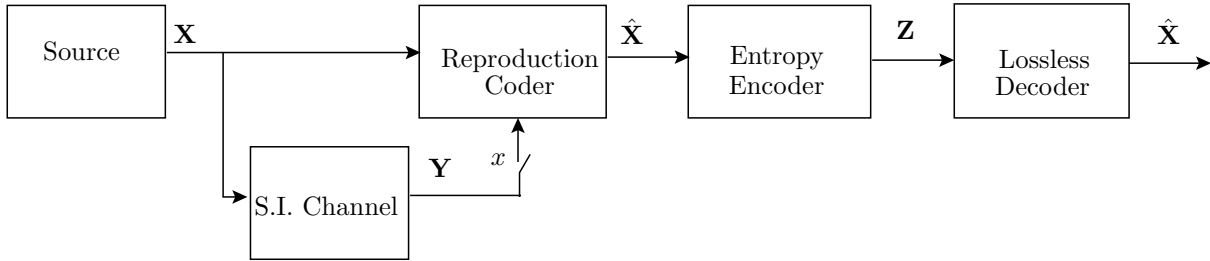 Source
X
Reproduction
Coder
X̂
Entropy
Encoder
Z
Lossless
Decoder
X̂
S.I. Channel
Y
x